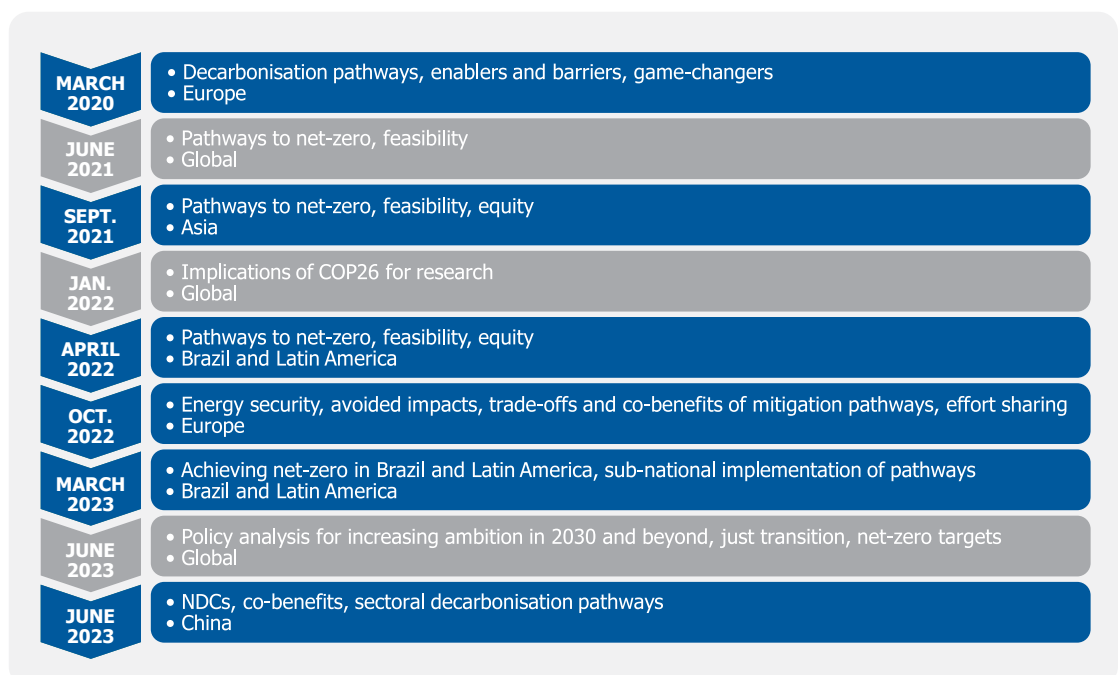 MARCH
2020
• Decarbonisation pathways, enablers and barriers, game-changers
• Europe
JUNE
2021
• Pathways to net-zero, feasibility
• Global
SEPT.
2021
• Pathways to net-zero, feasibility, equity
• Asia
JAN.
2022
• Implications of COP26 for research
• Global
APRIL
2022
• Pathways to net-zero, feasibility, equity
• Brazil and Latin America
OCT.
2022
• Energy security, avoided impacts, trade-offs and co-benefits of mitigation pathways, effort sharing
• Europe
MARCH
2023
• Achieving net-zero in Brazil and Latin America, sub-national implementation of pathways
• Brazil and Latin America
JUNE
2023
• Policy analysis for increasing ambition in 2030 and beyond, just transition, net-zero targets
• Global
JUNE
2023
• NDCs, co-benefits, sectoral decarbonisation pathways
• China